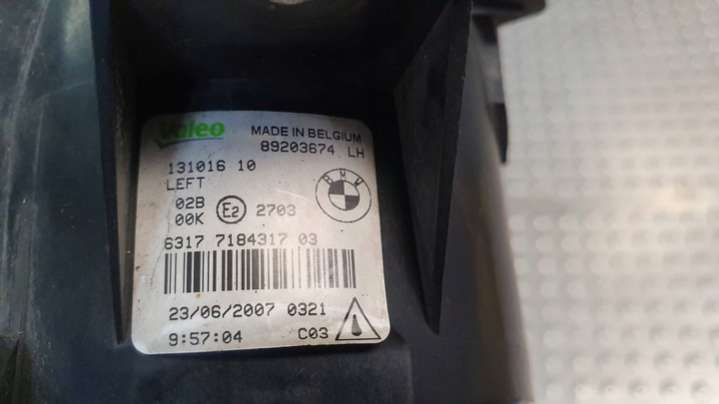 Valeo
MADE IN BELGIUM
89203674 LH
131016 10
LEFT
BMW
02B
00K
E2
2703
6317 7184317 03
23/06/2007 0321
9:57:04
C03